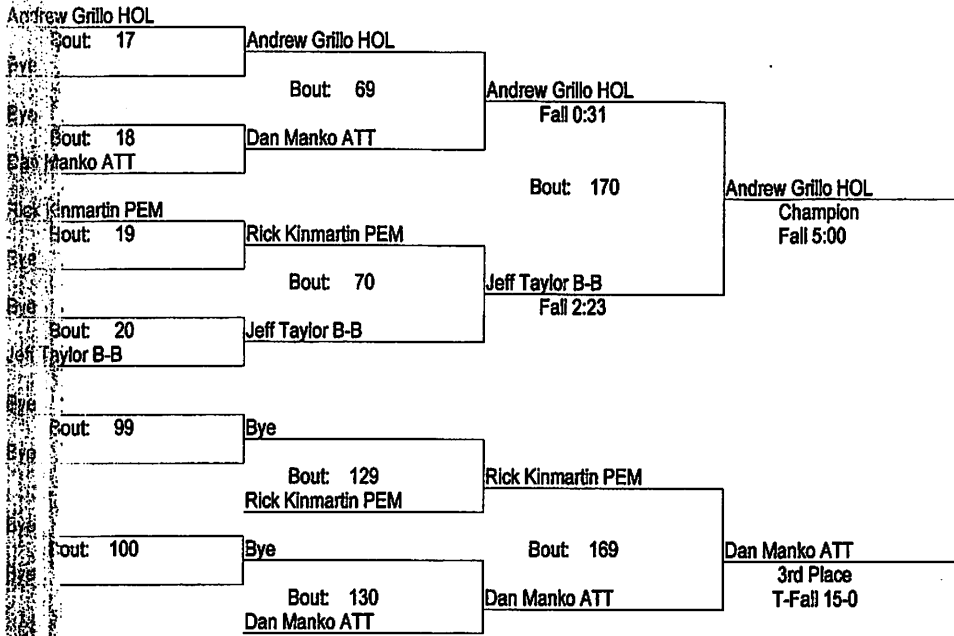 Andrew Grillo HOL
Bout: 17
Bye
Andrew Grillo HOL
Bout: 69
Bye
Bout: 18
Dan Manko ATT
Dan Manko ATT
Andrew Grillo HOL
Fall 0:31
Bout: 170
Rick Kinmartin PEM
Bout: 19
Bye
Rick Kinmartin PEM
Bout: 70
Bye
Bout: 20
Jeff Taylor B-B
Jeff Taylor B-B
Jeff Taylor B-B
Fall 2:23
Andrew Grillo HOL
Champion
Fall 5:00
Bye
Bout: 99
Bye
Bye
Bout: 129
Rick Kinmartin PEM
Rick Kinmartin PEM
Bye
Bout: 100
Bye
Bye
Bout: 130
Dan Manko ATT
Dan Manko ATT
Bout: 169
Dan Manko ATT
3rd Place
T-Fall 15-0